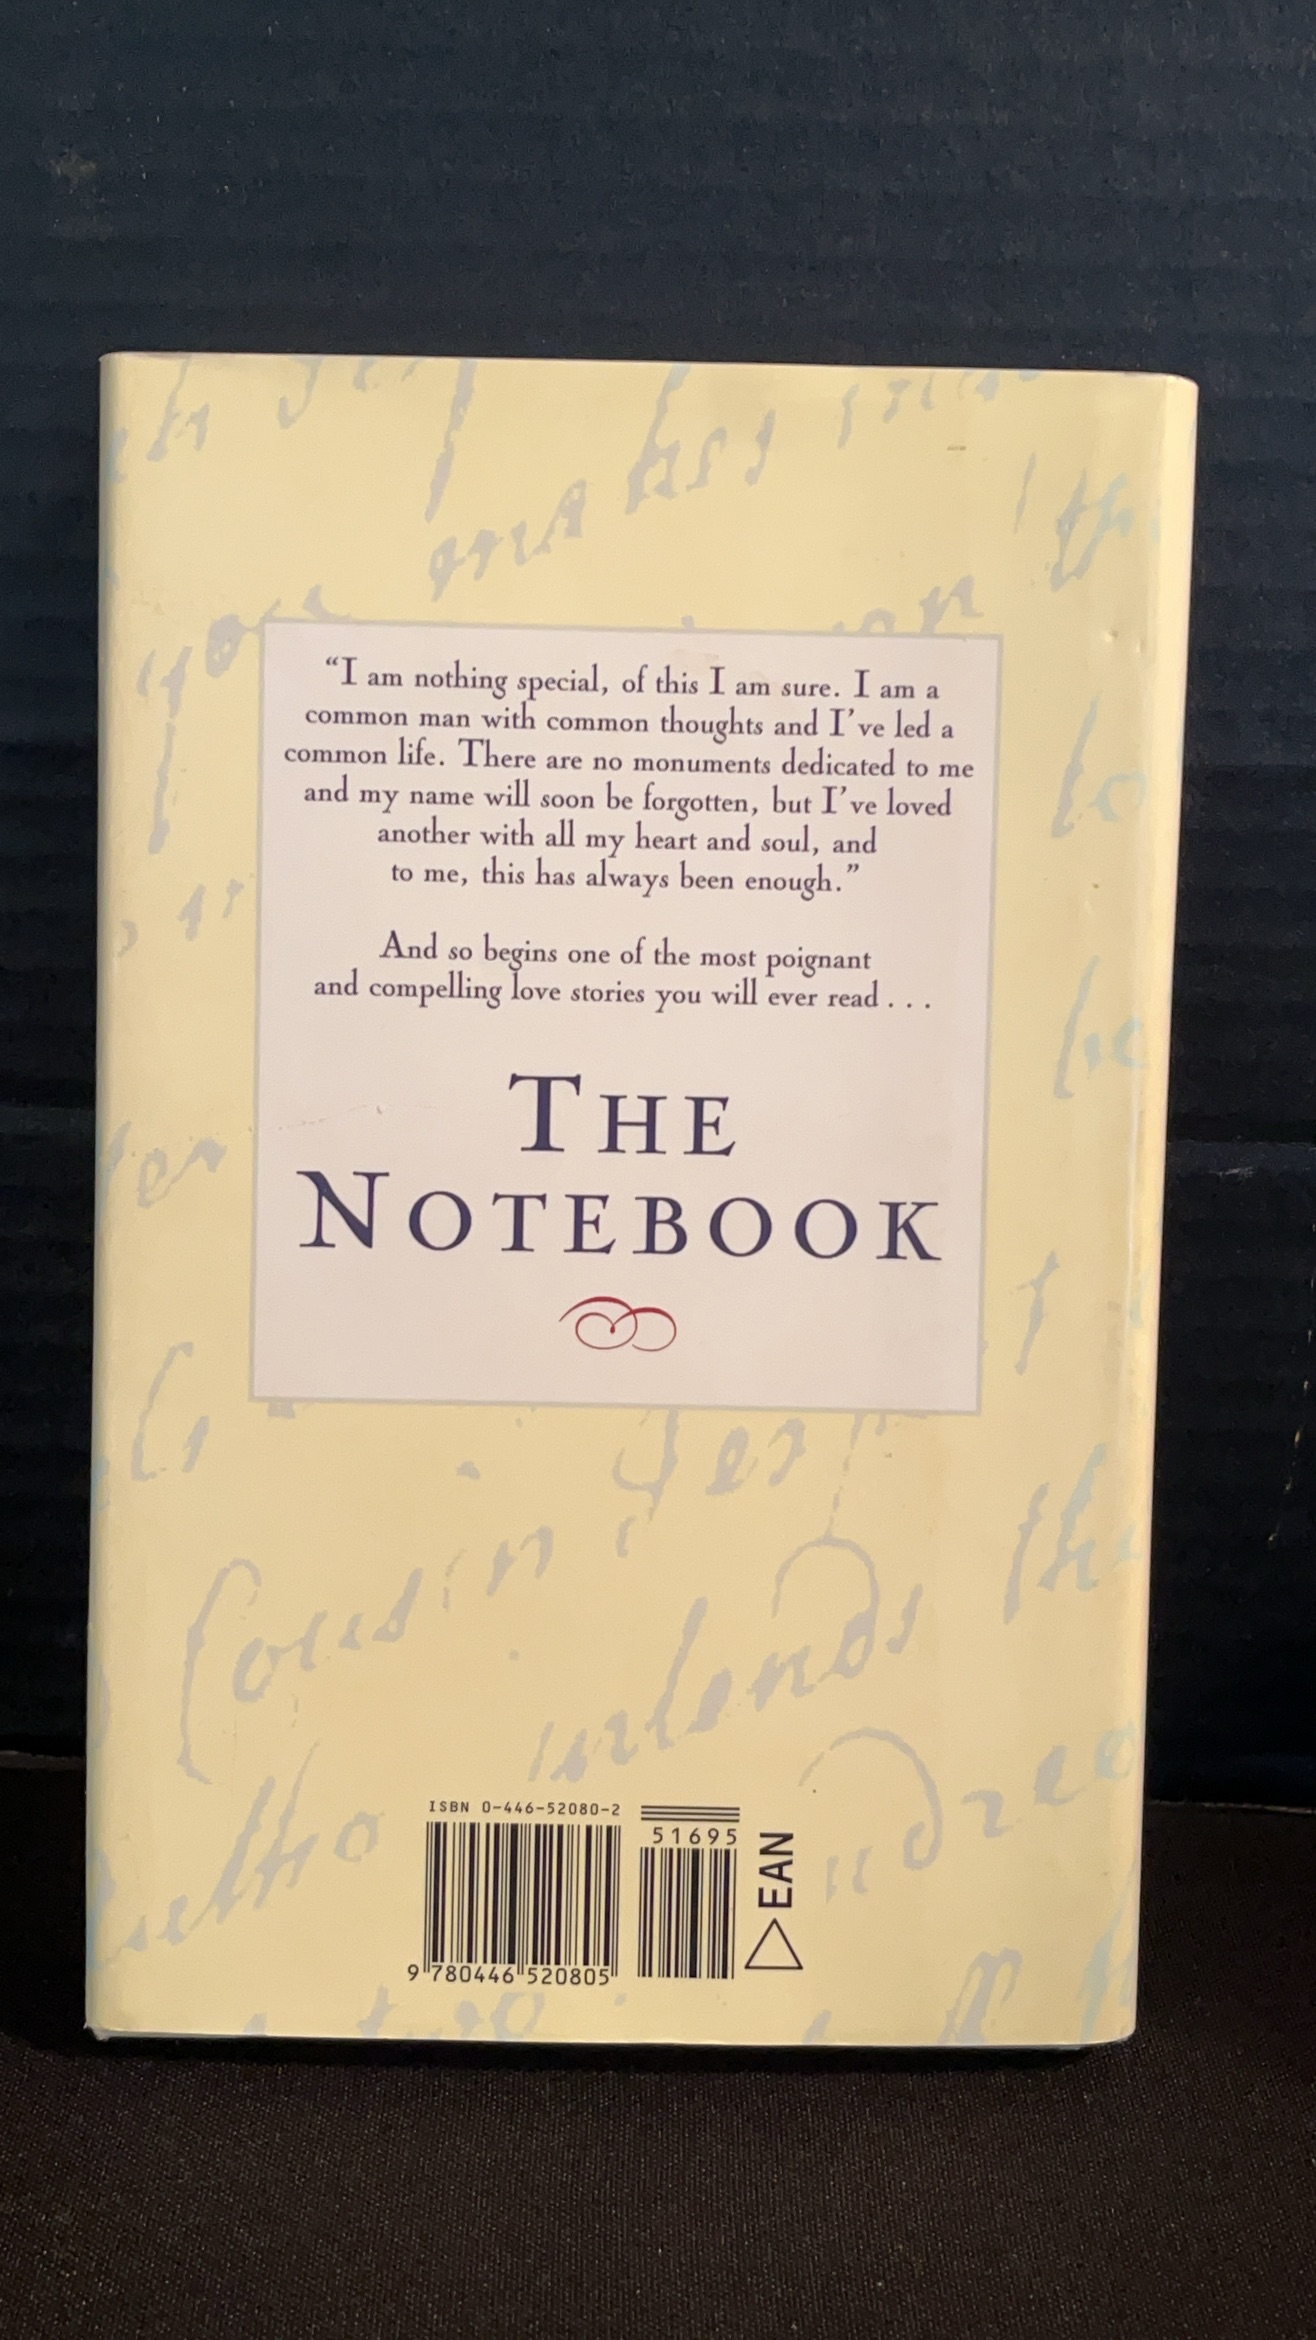 “I am nothing special, of this I am sure. I am a
common man with common thoughts and I’ve led a
common life. There are no monuments dedicated to me
and my name will soon be forgotten, but I’ve loved
another with all my heart and soul, and
to me, this has always been enough.”
And so begins one of the most poignant
and compelling love stories you will ever read . . .
THE
NOTEBOOK
ISBN 0-446-52080-2
51695
EAN
9 780446 520805